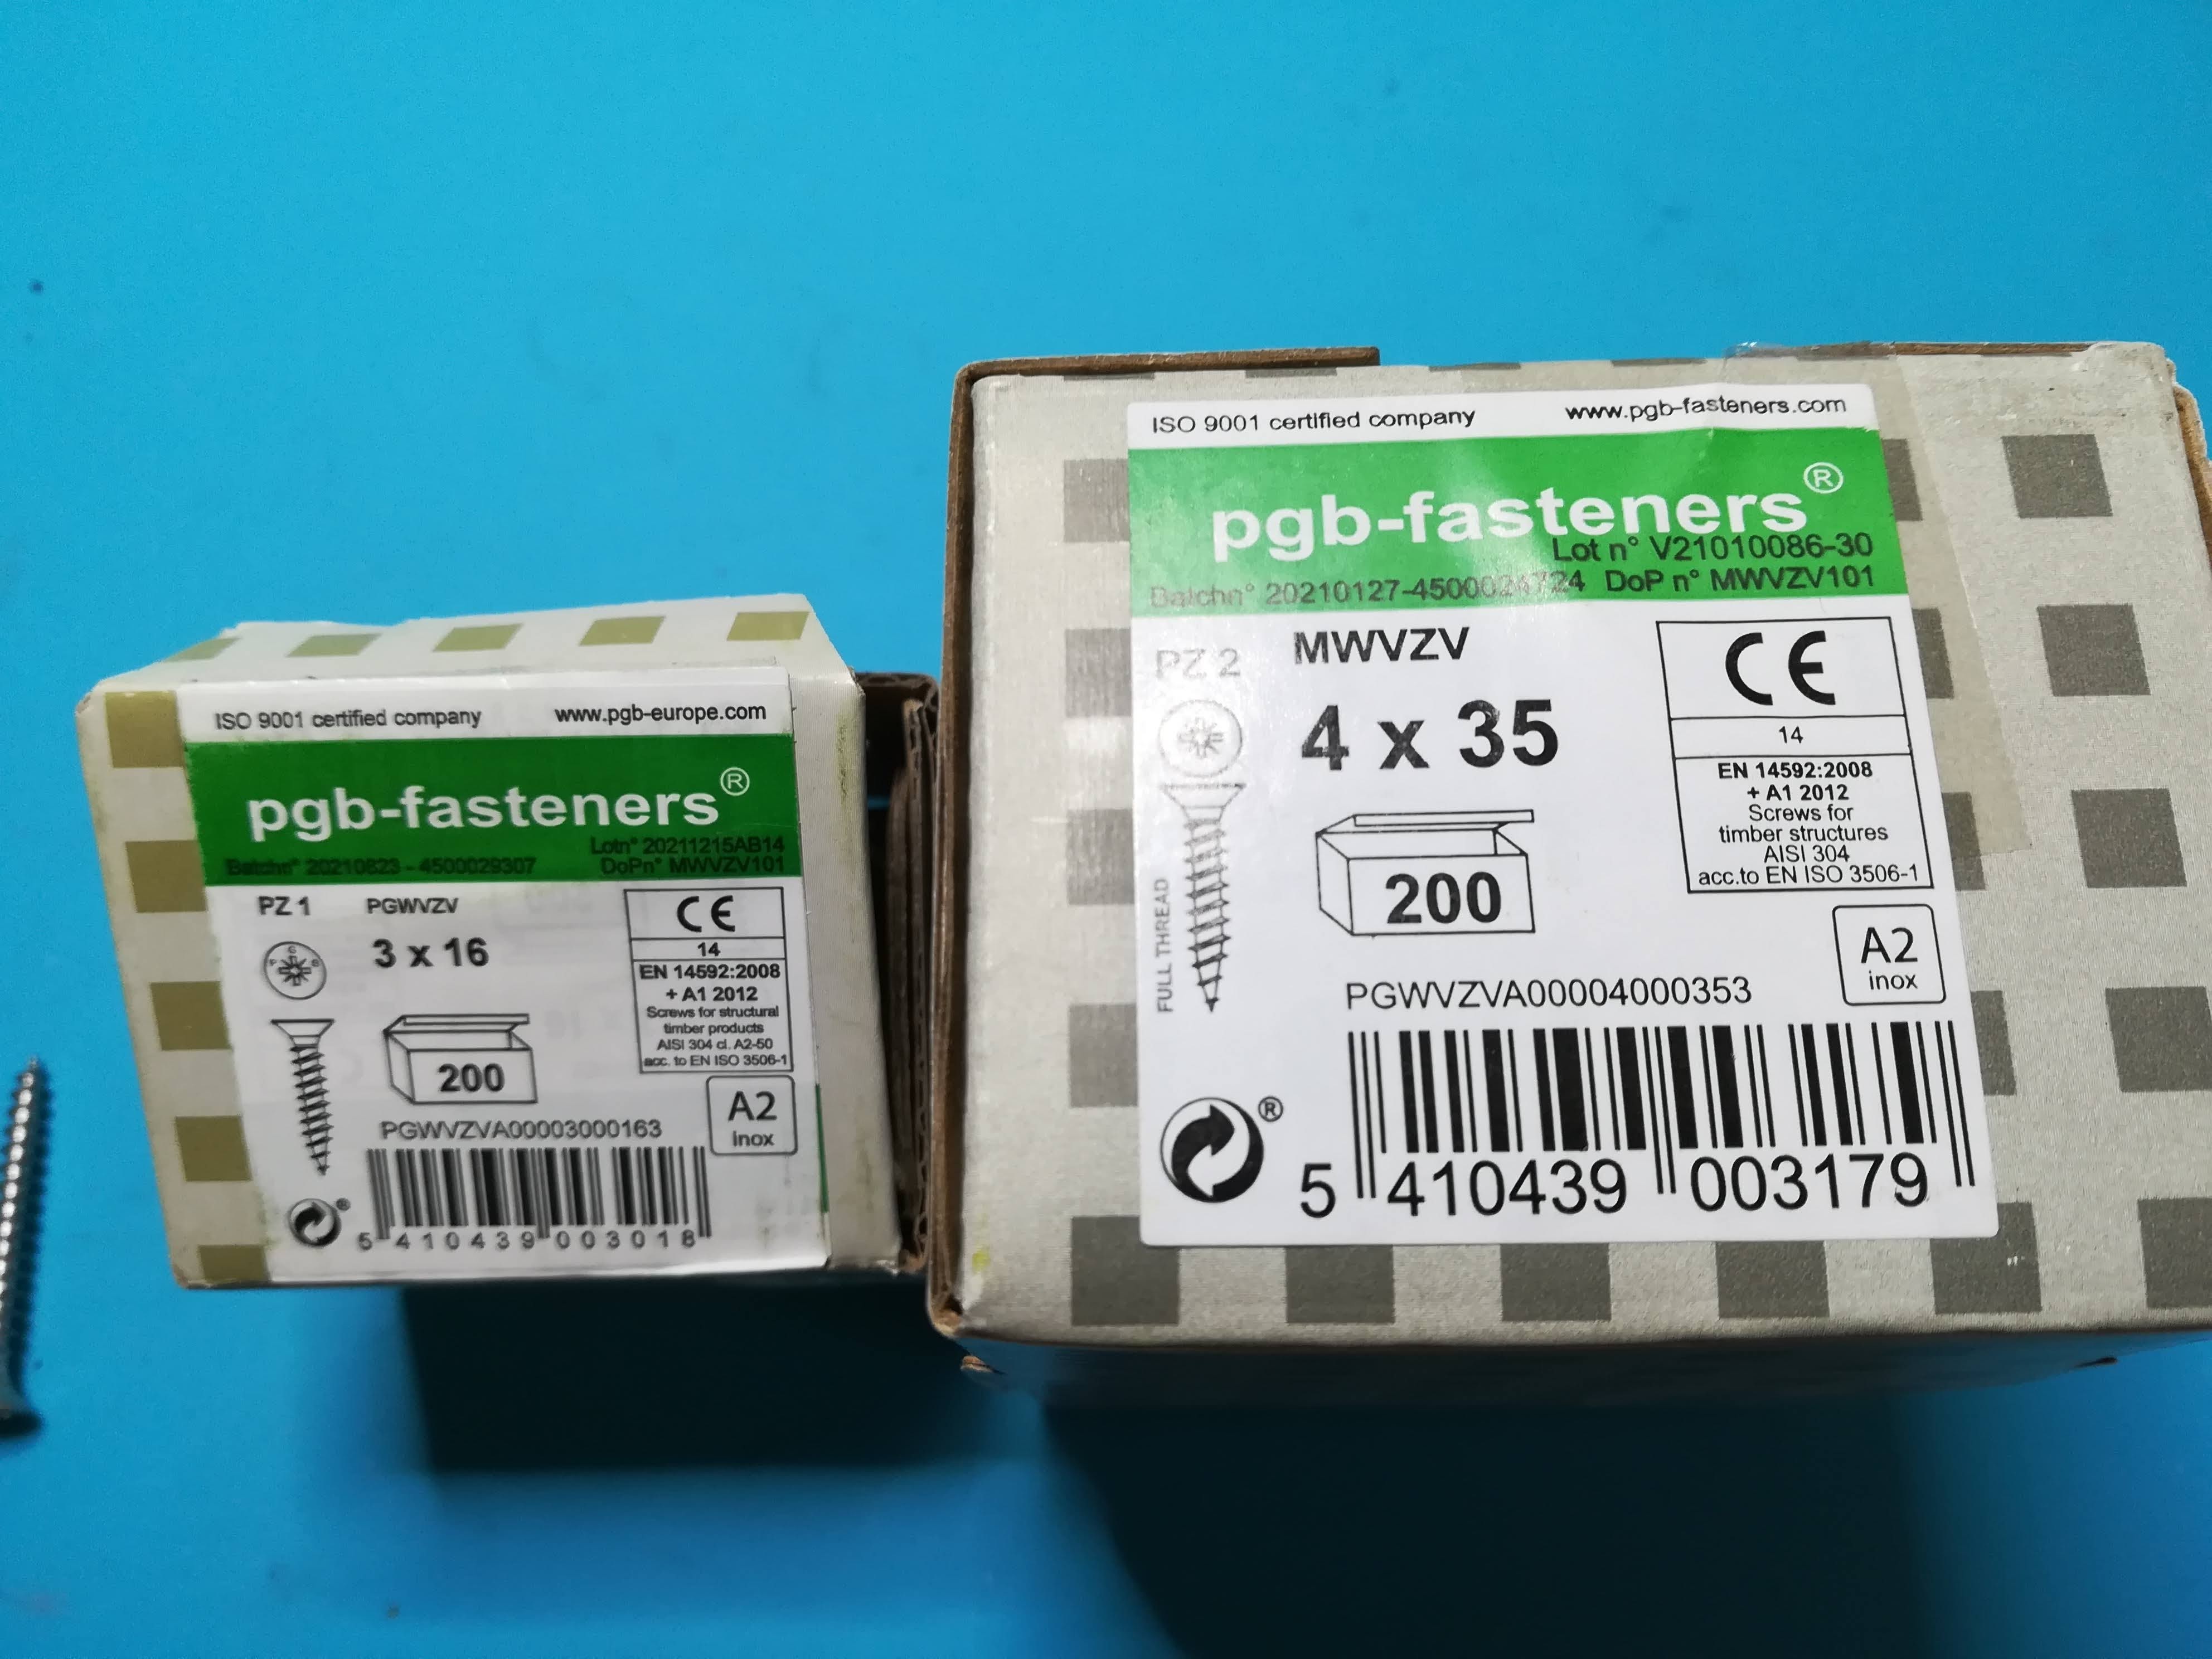 ISO 9001 certified company
www.pgb-europe.com
pgb-fasteners®
Lotn° 20211215AB14
Batchn° 20210823 - 4500029307
DoPn° MWVZV101
PZ 1
PGWVZV
3 x 16
CE
14
EN 14592:2008
+ A1 2012
Screws for structural
timber products
AISI 304 cl. A2-50
acc. to EN ISO 3506-1
200
A2
inox
PGWVZVA00003000163
®
5 410439 003018
ISO 9001 certified company
www.pgb-fasteners.com
pgb-fasteners®
Lot n° V21010086-30
Batchn° 20210127-4500024724 DoP n° MWVZV101
PZ 2
MWVZV
4 x 35
CE
14
EN 14592:2008
+ A1 2012
Screws for
timber structures
AISI 304
acc.to EN ISO 3506-1
FULL THREAD
200
A2
inox
PGWVZVA00004000353
®
5 410439 003179